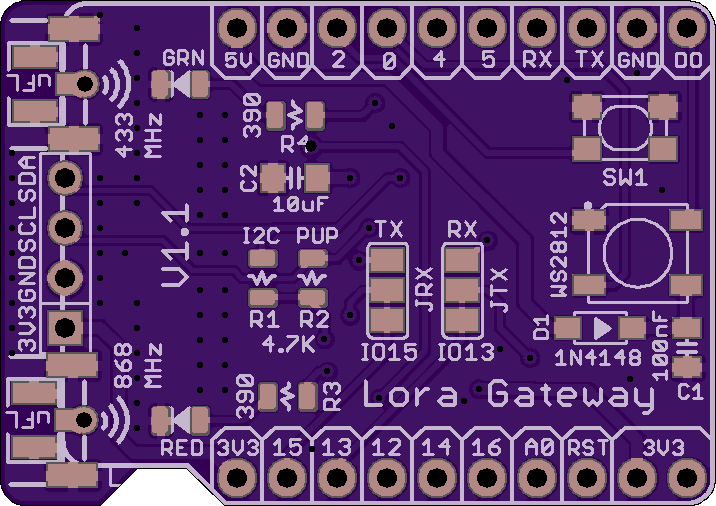 5V GND 2 0 4 5 RX TX GND DO
GRN
uFL
433 MHz
390
R4
C2
10uF
SW1
3V3GNDSCLSDA
V1.1
I2C PUP
R1 R2
4.7K
TX
JRX
IO15
RX
JTX
IO13
WS2812
D1
1N4148
100nF
C1
868 MHz
390
R3
Lora Gateway
uFL
RED
3V3 15 13 12 14 16 A0 RST 3V3